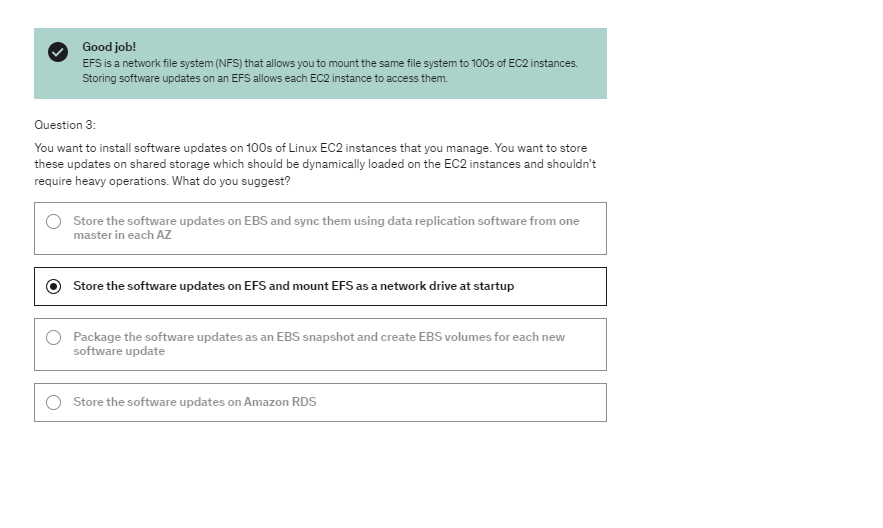 Good job!
EFS is a network file system (NFS) that allows you to mount the same file system to 100s of EC2 instances.
Storing software updates on an EFS allows each EC2 instance to access them.
Question 3:
You want to install software updates on 100s of Linux EC2 instances that you manage. You want to store
these updates on shared storage which should be dynamically loaded on the EC2 instances and shouldn't
require heavy operations. What do you suggest?
Store the software updates on EBS and sync them using data replication software from one
master in each AZ
Store the software updates on EFS and mount EFS as a network drive at startup
Package the software updates as an EBS snapshot and create EBS volumes for each new
software update
Store the software updates on Amazon RDS